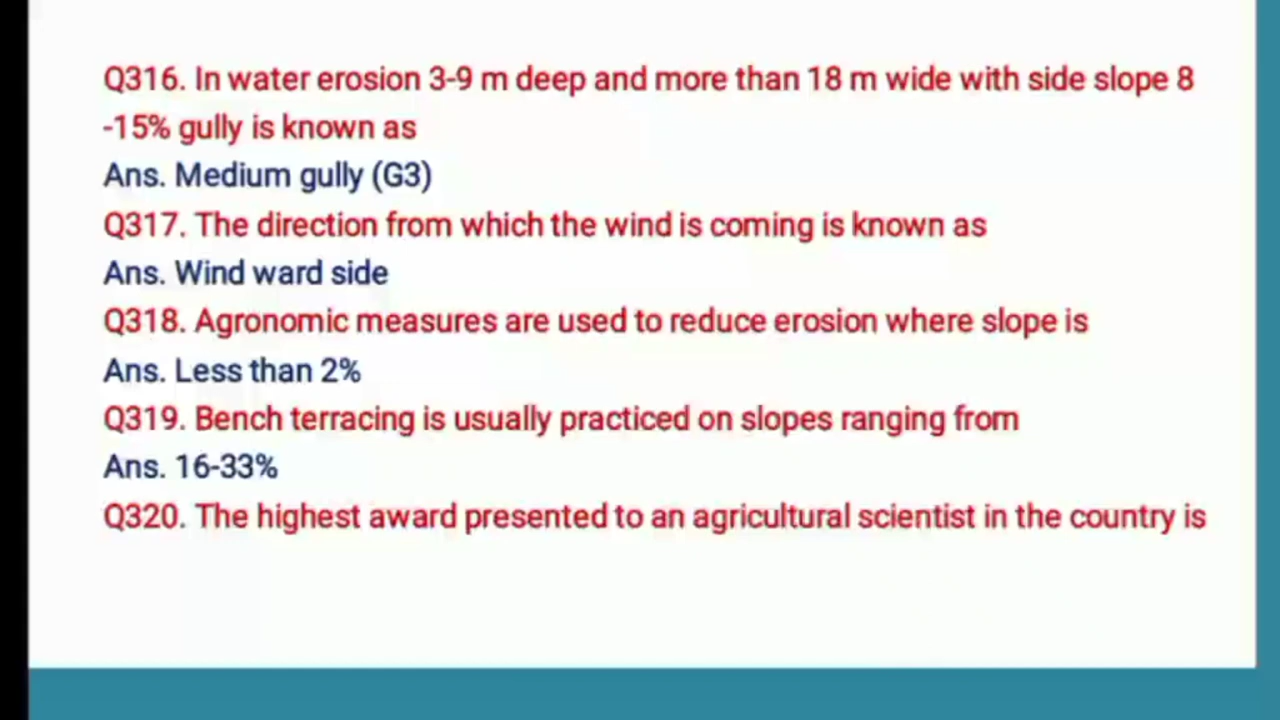 Q316. In water erosion 3-9 m deep and more than 18 m wide with side slope 8
-15% gully is known as
Ans. Medium gully (G3)
Q317. The direction from which the wind is coming is known as
Ans. Wind ward side
Q318. Agronomic measures are used to reduce erosion where slope is
Ans. Less than 2%
Q319. Bench terracing is usually practiced on slopes ranging from
Ans. 16-33%
Q320. The highest award presented to an agricultural scientist in the country is